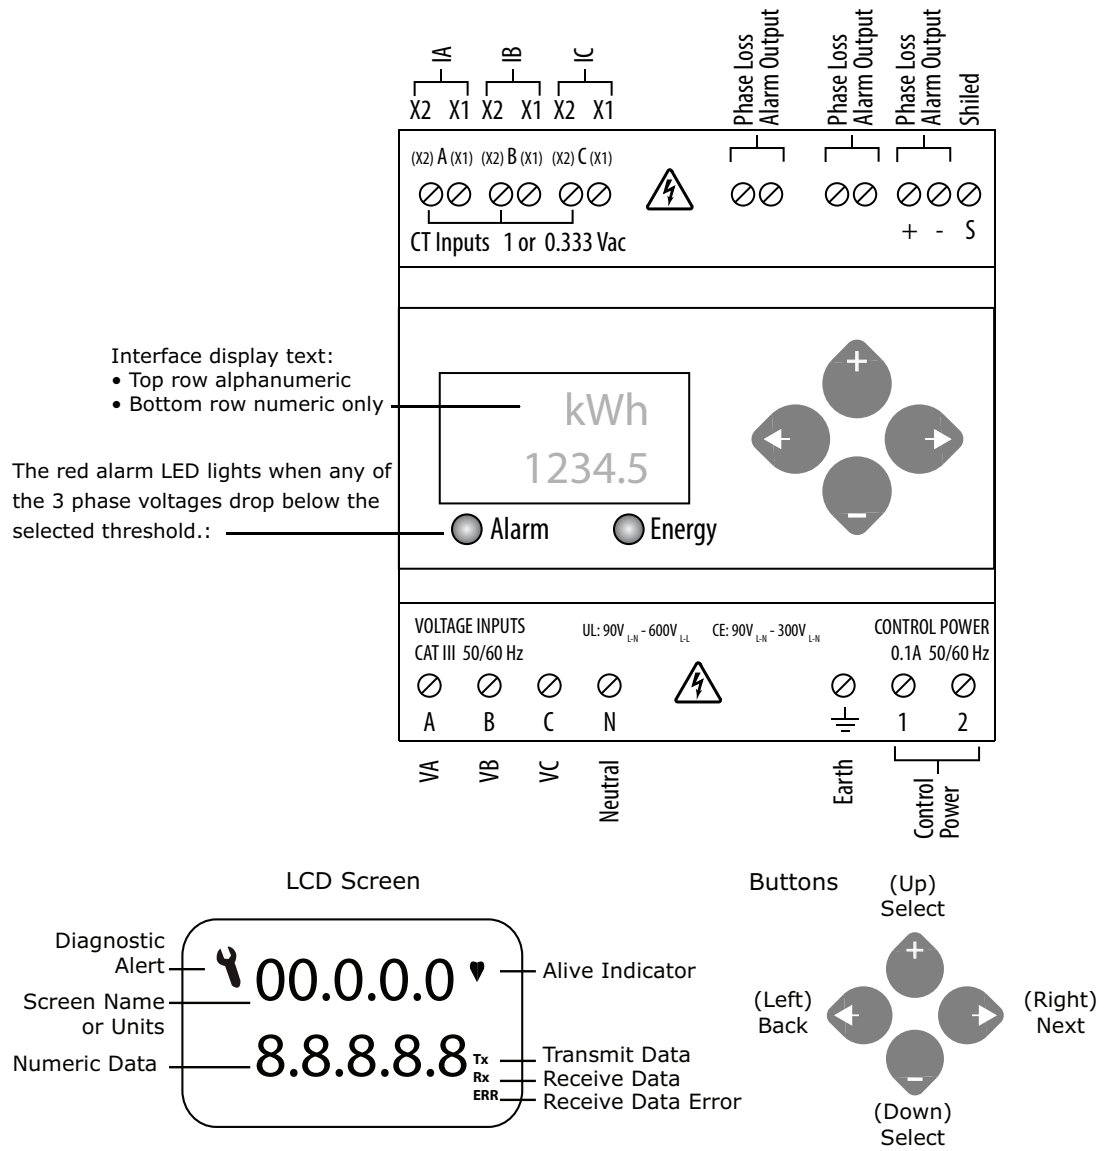 IA IB IC
X2 X1 X2 X1 X2 X1
Phase Loss
Alarm Output
Phase Loss
Alarm Output
Phase Loss
Alarm Output
Shiled
(X2) A (X1) (X2) B (X1) (X2) C (X1)
CT Inputs 1 or 0.333 Vac
+ - S
Interface display text:
• Top row alphanumeric
• Bottom row numeric only
kWh
1234.5
+
−
The red alarm LED lights when any of
the 3 phase voltages drop below the
selected threshold.:
Alarm Energy
VOLTAGE INPUTS
CAT III 50/60 Hz
UL: 90V L-N - 600V L-L CE: 90V L-N - 300V L-N
CONTROL POWER
0.1A 50/60 Hz
A B C N 1 2
VA VB VC Neutral Earth
Control
Power
LCD Screen
Diagnostic
Alert
Screen Name
or Units
Numeric Data
00.0.0.0
8.8.8.8.8
Tx
Rx
ERR
Alive Indicator
Transmit Data
Receive Data
Receive Data Error
Buttons
(Up)
Select
+
(Left)
Back
(Right)
Next
−
(Down)
Select